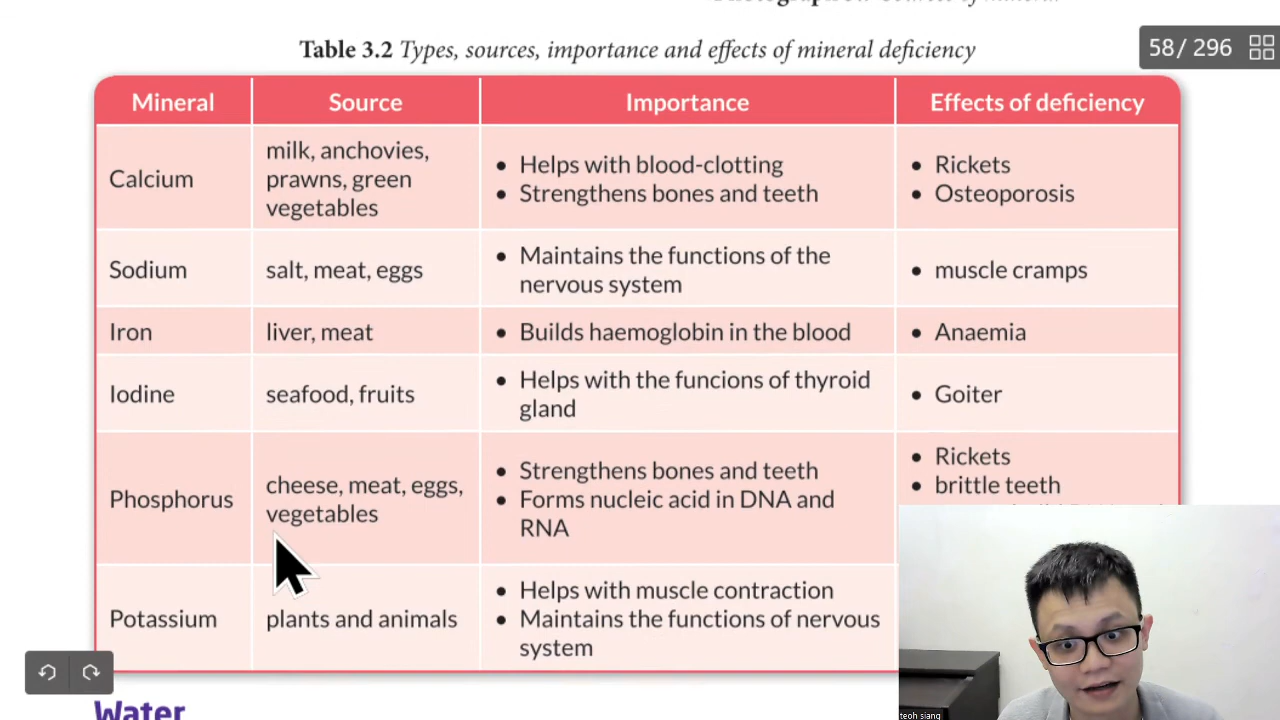 58/ 296
Table 3.2 Types, sources, importance and effects of mineral deficiency
Mineral
Source
Importance
Effects of deficiency
Calcium
milk, anchovies,
prawns, green
vegetables
• Helps with blood-clotting
• Strengthens bones and teeth
• Rickets
• Osteoporosis
Sodium
salt, meat, eggs
• Maintains the functions of the
nervous system
• muscle cramps
Iron
liver, meat
• Builds haemoglobin in the blood
• Anaemia
Iodine
seafood, fruits
• Helps with the funcions of thyroid
gland
• Goiter
Phosphorus
cheese, meat, eggs,
vegetables
• Strengthens bones and teeth
• Forms nucleic acid in DNA and
RNA
• Rickets
• brittle teeth
Potassium
plants and animals
• Helps with muscle contraction
• Maintains the functions of nervous
system
Water
teoh siang